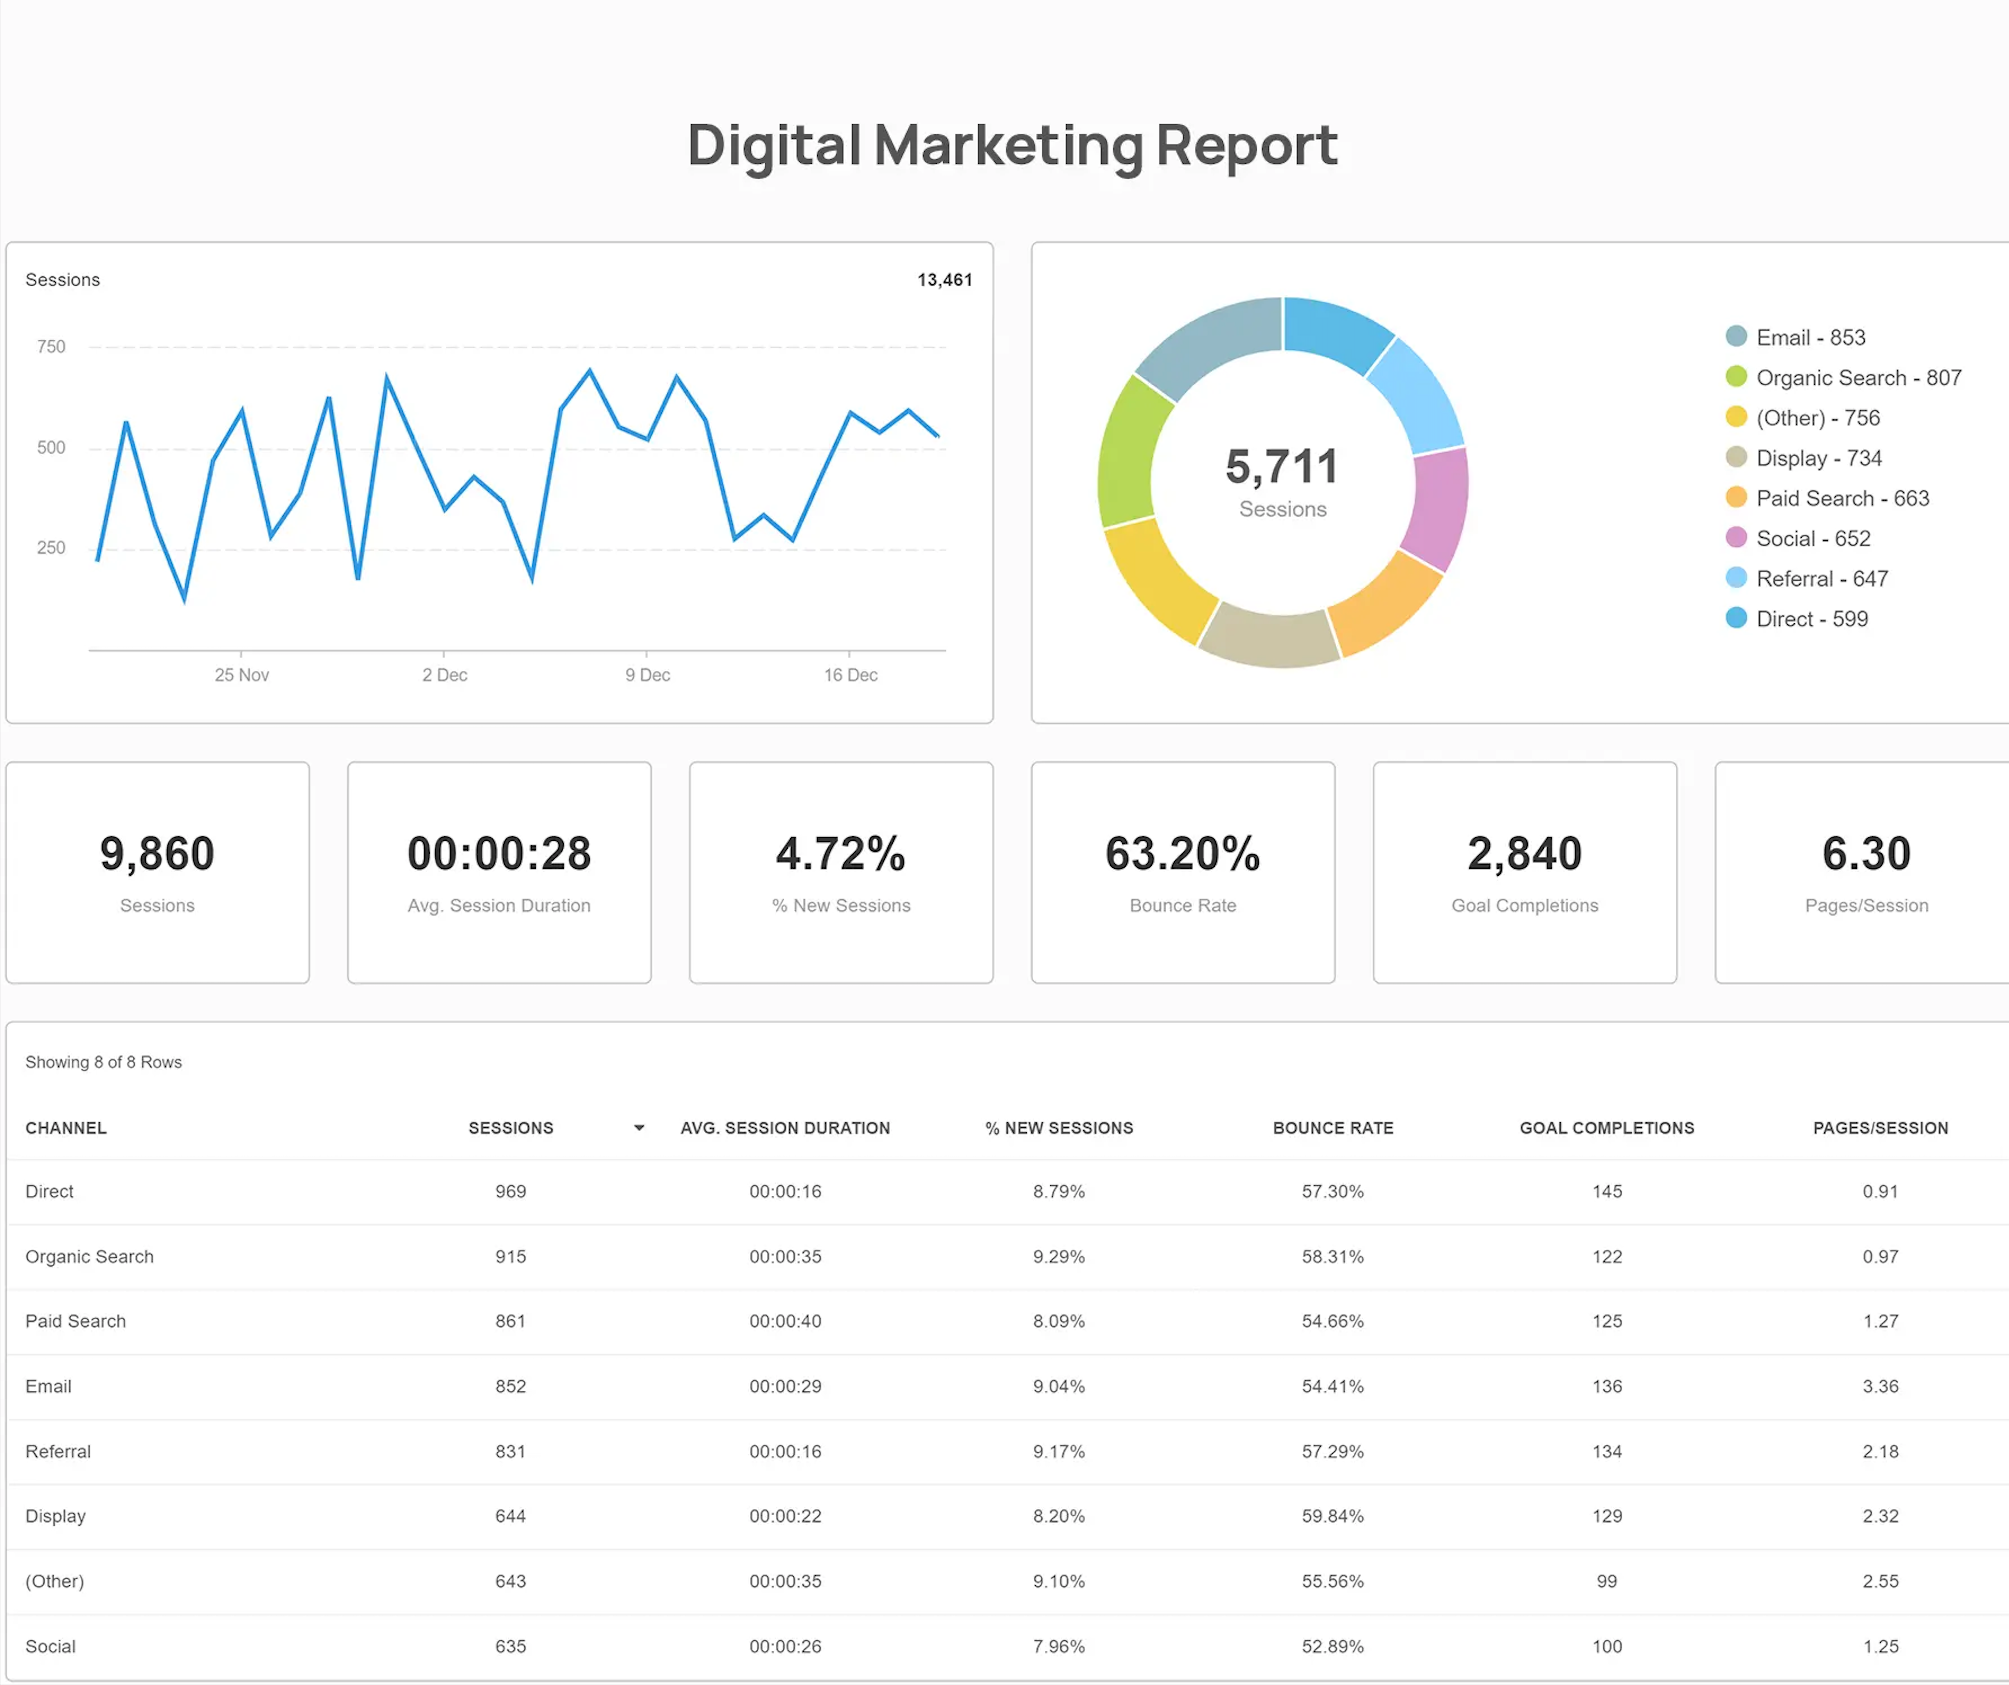 Digital Marketing Report
Sessions 13,461
750
500
250
25 Nov 2 Dec 9 Dec 16 Dec
5,711
Sessions
Email - 853
Organic Search - 807
(Other) - 756
Display - 734
Paid Search - 663
Social - 652
Referral - 647
Direct - 599
9,860
Sessions
00:00:28
Avg. Session Duration
4.72%
% New Sessions
63.20%
Bounce Rate
2,840
Goal Completions
6.30
Pages/Session
Showing 8 of 8 Rows
CHANNEL SESSIONS AVG. SESSION DURATION % NEW SESSIONS BOUNCE RATE GOAL COMPLETIONS PAGES/SESSION
Direct 969 00:00:16 8.79% 57.30% 145 0.91
Organic Search 915 00:00:35 9.29% 58.31% 122 0.97
Paid Search 861 00:00:40 8.09% 54.66% 125 1.27
Email 852 00:00:29 9.04% 54.41% 136 3.36
Referral 831 00:00:16 9.17% 57.29% 134 2.18
Display 644 00:00:22 8.20% 59.84% 129 2.32
(Other) 643 00:00:35 9.10% 55.56% 99 2.55
Social 635 00:00:26 7.96% 52.89% 100 1.25